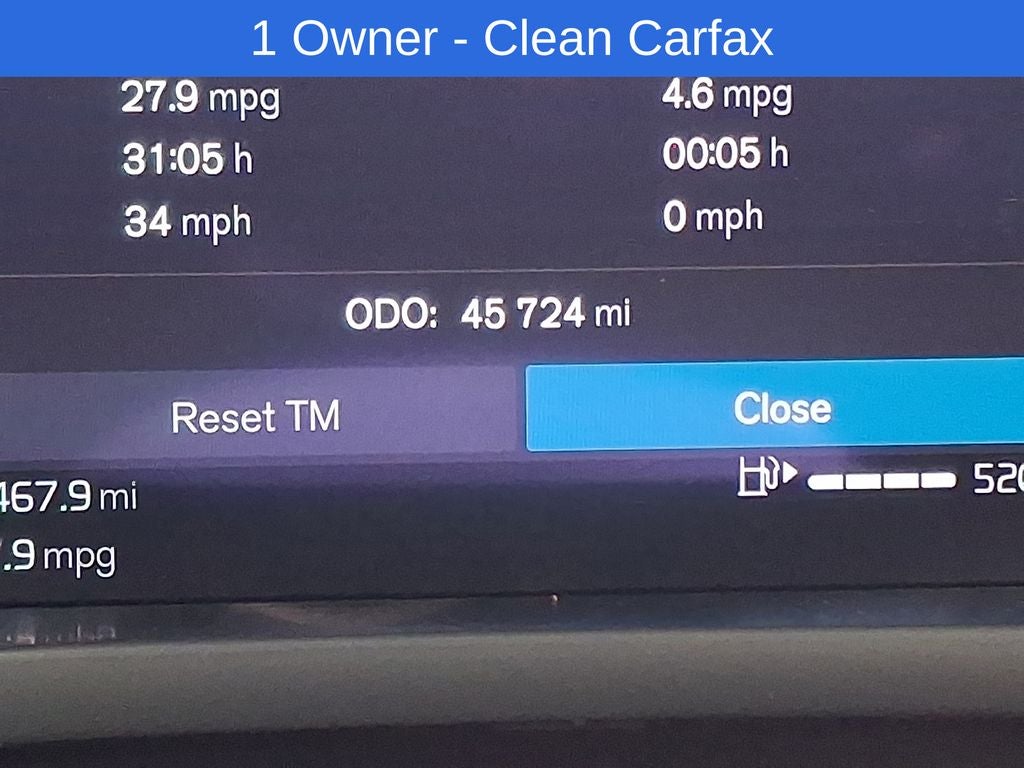 1 Owner - Clean Carfax
27.9 mpg 4.6 mpg
31:05 h 00:05 h
34 mph 0 mph
ODO: 45 724 mi
Reset TM Close
467.9 mi 520
.9 mpg